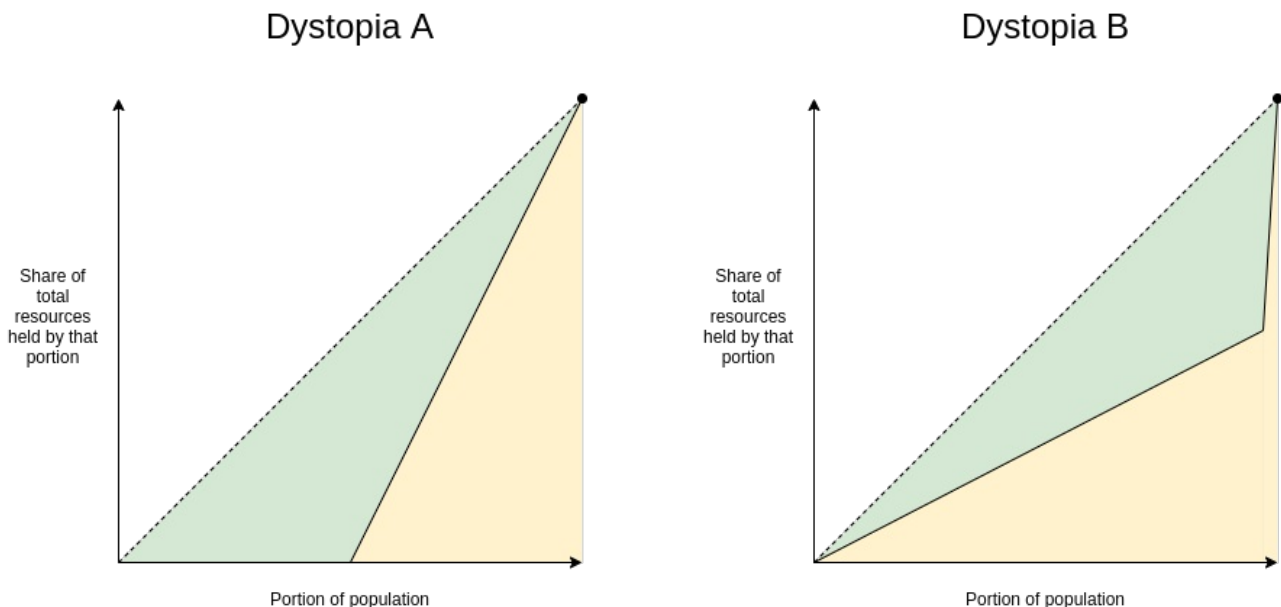 Dystopia A
Share of
total
resources
held by that
portion
Portion of population
Dystopia B
Share of
total
resources
held by that
portion
Portion of population